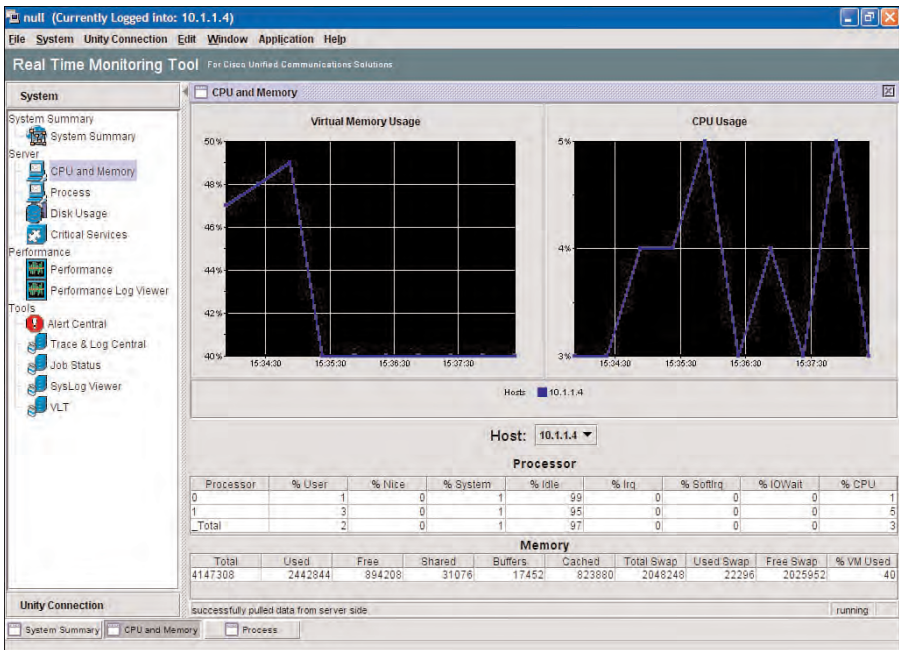 null (Currently Logged into: 10.1.1.4)
File System Unity Connection Edit Window Application Help
Real Time Monitoring Tool For Cisco Unified Communications Solutions
System
System Summary
System Summary
Server
CPU and Memory
Process
Disk Usage
Critical Services
Performance
Performance
Performance Log Viewer
Tools
Alert Central
Trace & Log Central
Job Status
SysLog Viewer
VLT
Unity Connection
CPU and Memory
Virtual Memory Usage
50%
48%
46%
44%
42%
40%
15:34:30 15:35:30 15:36:30 15:37:30
CPU Usage
5%
4%
3%
15:34:30 15:35:30 15:36:30 15:37:30
Hosts 10.1.1.4
Host: 10.1.1.4
Processor
Processor % User % Nice % System % Idle % Irq % Softirq % IOWait % CPU
0 1 0 1 99 0 0 0 1
1 3 0 1 95 0 0 0 5
_Total 2 0 1 97 0 0 0 3
Memory
Total Used Free Shared Buffers Cached Total Swap Used Swap Free Swap % VM Used
4147308 2442844 894208 31076 17452 823880 2048248 22296 2025952 40
successfully pulled data from server side running
System Summary CPU and Memory Process